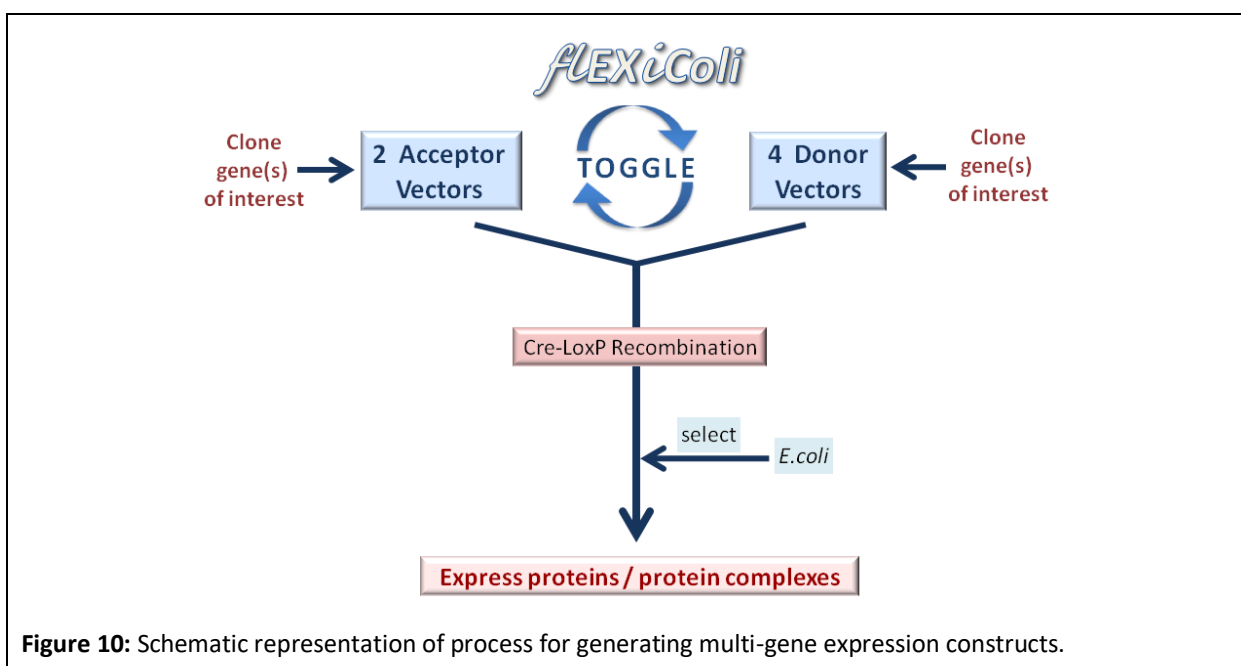 flEXiColi
Clone
gene(s)
of interest
2 Acceptor
Vectors
TOGGLE
4 Donor
Vectors
Clone
gene(s)
of interest
Cre-LoxP Recombination
select
E.coli
Express proteins / protein complexes
Figure 10: Schematic representation of process for generating multi-gene expression constructs.